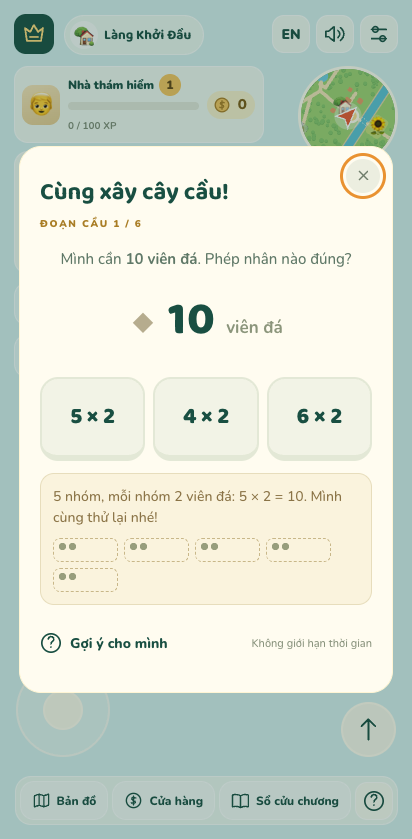 Làng Khởi Đầu
EN
Nhà thám hiểm 1
0
0 / 100 XP
Cùng xây cây cầu!
ĐOẠN CẦU 1 / 6
Mình cần 10 viên đá. Phép nhân nào đúng?
10 viên đá
5 × 2
4 × 2
6 × 2
5 nhóm, mỗi nhóm 2 viên đá: 5 × 2 = 10. Mình
cùng thử lại nhé!
Gợi ý cho mình
Không giới hạn thời gian
Bản đồ
Cửa hàng
Sổ cửu chương